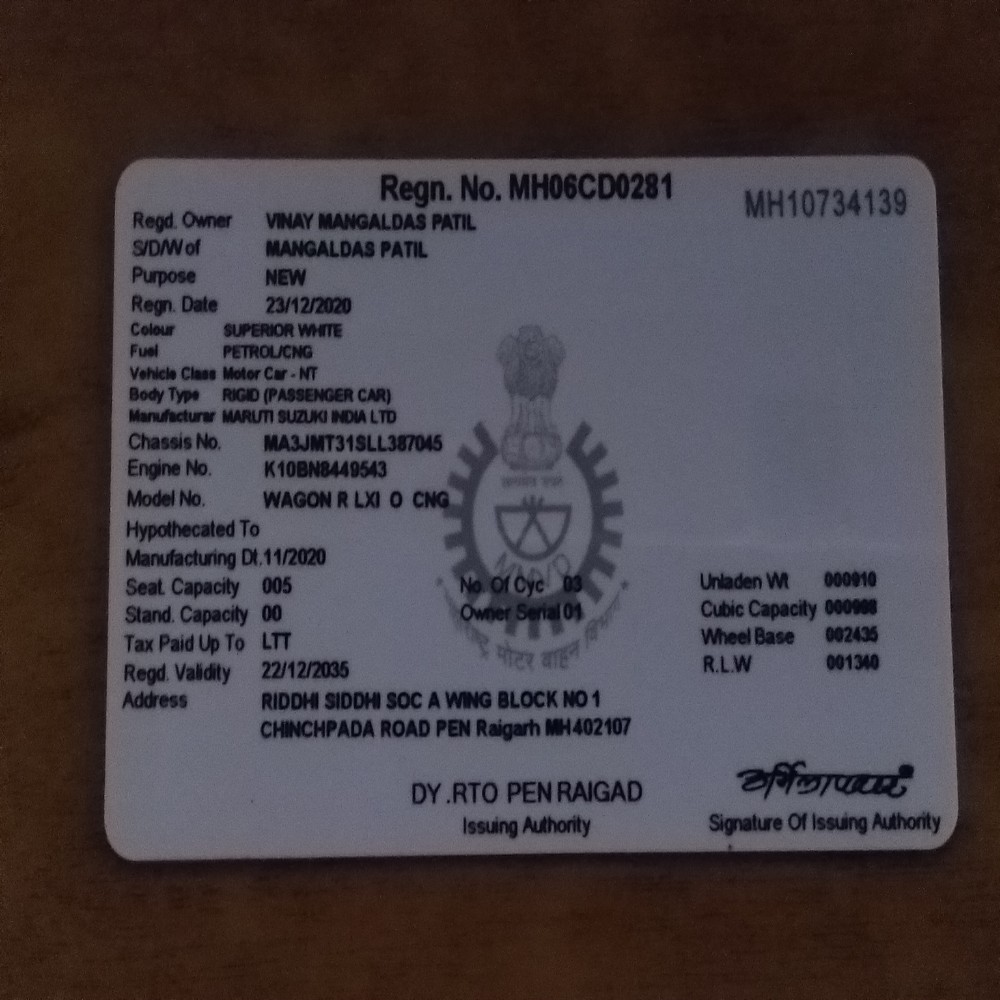 Regn. No. MH06CD0281
MH10734139
Regd. Owner VINAY MANGALDAS PATIL
S/D/W of MANGALDAS PATIL
Purpose NEW
Regn. Date 23/12/2020
Colour SUPERIOR WHITE
Fuel PETROL/CNG
Vehicle Class Motor Car - NT
Body Type RIGID (PASSENGER CAR)
Manufacturar MARUTI SUZUKI INDIA LTD
Chassis No. MA3JMT31SLL387045
Engine No. K10BN8449543
Model No. WAGON R LXI O CNG
Hypothecated To
Manufacturing Dt.11/2020
Seat. Capacity 005 No. Of Cyc 03 Unladen Wt 000910
Stand. Capacity 00 Owner Serial 01 Cubic Capacity 000998
Tax Paid Up To LTT Wheel Base 002435
Regd. Validity 22/12/2035 R.L.W 001340
Address RIDDHI SIDDHI SOC A WING BLOCK NO 1
CHINCHPADA ROAD PEN Raigarh MH402107
MMVD
मोटर वाहन विभाग
DY .RTO PEN RAIGAD
Issuing Authority
Signature Of Issuing Authority